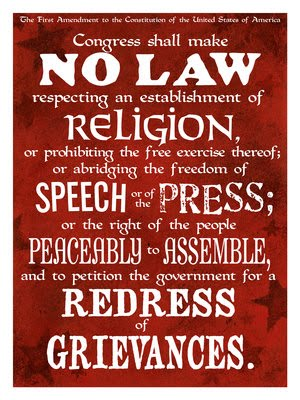 The First Amendment to the Constitution of the United States of America
Congress shall make
NO LAW
respecting an establishment of
RELIGION,
or prohibiting the free exercise thereof;
or abridging the freedom of
SPEECH or of the PRESS;
or the right of the people
PEACEABLY to ASSEMBLE,
and to petition the government for a
REDRESS
of
GRIEVANCES.